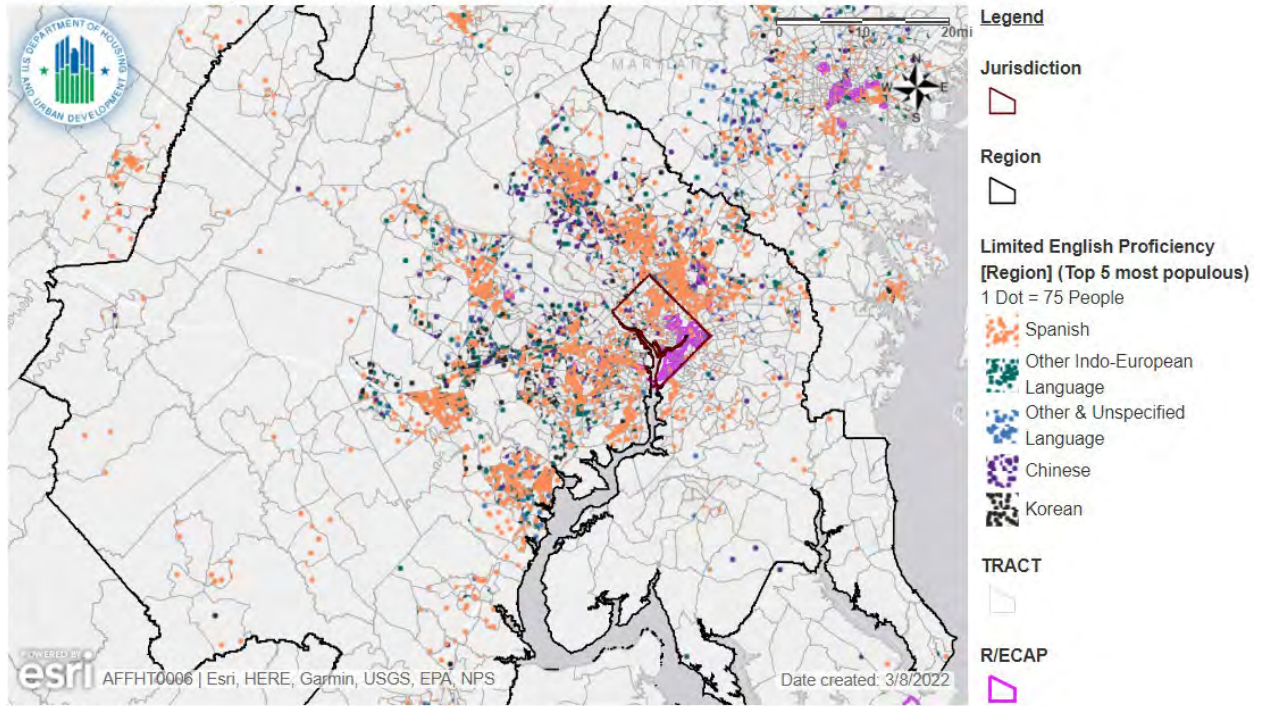 U.S. DEPARTMENT OF HOUSING
AND URBAN DEVELOPMENT
0 10 20mi
MARYLAND
N
W E
S
Legend
Jurisdiction
Region
Limited English Proficiency
[Region] (Top 5 most populous)
1 Dot = 75 People
Spanish
Other Indo-European
Language
Other & Unspecified
Language
Chinese
Korean
TRACT
R/ECAP
POWERED BY
esri
AFFHT0006 | Esri, HERE, Garmin, USGS, EPA, NPS
Date created: 3/8/2022